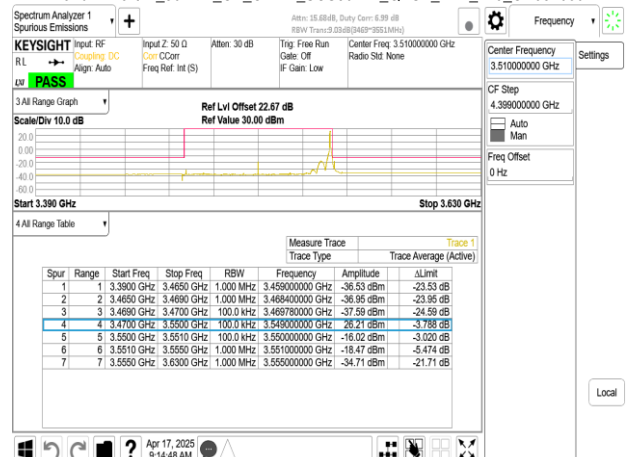 Spectrum Analyzer 1
Spurious Emissions
Attn: 15.68dB, Duty Corr: 6.99 dB
RBW Trans:9.03dB(3469~3551MHz)
Frequency
KEYSIGHT
RL
PASS
Input: RF
Coupling: DC
Align: Auto
Input Z: 50 Ω
Corr CCorr
Freq Ref: Int (S)
Atten: 30 dB
Trig: Free Run
Gate: Off
IF Gain: Low
Center Freq: 3.510000000 GHz
Radio Std: None
Center Frequency
3.510000000 GHz
Settings
CF Step
4.399000000 GHz
Auto
Man
Freq Offset
0 Hz
3 All Range Graph
Scale/Div 10.0 dB
Ref Lvl Offset 22.67 dB
Ref Value 30.00 dBm
20.0
0.00
-20.0
-40.0
-60.0
Start 3.390 GHz
Stop 3.630 GHz
4 All Range Table
Measure Trace Trace 1
Trace Type Trace Average (Active)
Spur Range Start Freq Stop Freq RBW Frequency Amplitude ΔLimit
1 1 3.3900 GHz 3.4650 GHz 1.000 MHz 3.459000000 GHz -36.53 dBm -23.53 dB
2 2 3.4650 GHz 3.4690 GHz 1.000 MHz 3.468400000 GHz -36.95 dBm -23.95 dB
3 3 3.4690 GHz 3.4700 GHz 100.0 kHz 3.469780000 GHz -37.59 dBm -24.59 dB
4 4 3.4700 GHz 3.5500 GHz 100.0 kHz 3.549000000 GHz 26.21 dBm -3.788 dB
5 5 3.5500 GHz 3.5510 GHz 100.0 kHz 3.550000000 GHz -16.02 dBm -3.020 dB
6 6 3.5510 GHz 3.5550 GHz 1.000 MHz 3.551000000 GHz -18.47 dBm -5.474 dB
7 7 3.5550 GHz 3.6300 GHz 1.000 MHz 3.555000000 GHz -34.71 dBm -21.71 dB
Local
Apr 17, 2025
9:14:48 AM